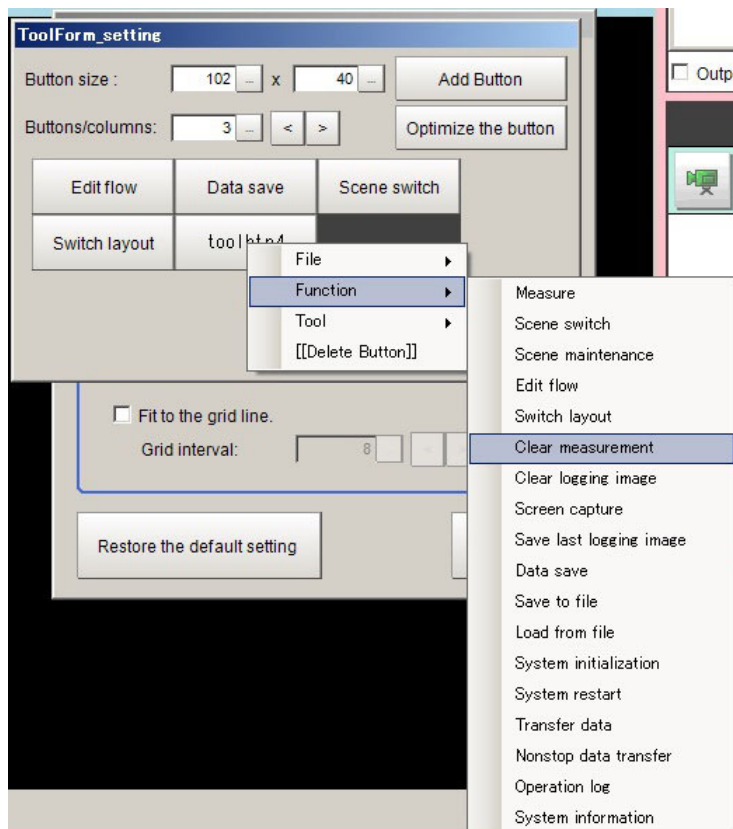 ToolForm_setting
Button size : 102 ... x 40 ... Add Button
Outp
Buttons/columns: 3 ... < > Optimize the button
Edit flow Data save Scene switch
Switch layout toolbtn4
File
Function
Tool
[[Delete Button]]
Measure
Scene switch
Scene maintenance
Edit flow
Switch layout
Clear measurement
Clear logging image
Screen capture
Save last logging image
Data save
Save to file
Load from file
System initialization
System restart
Transfer data
Nonstop data transfer
Operation log
System information
Fit to the grid line.
Grid interval: 8 ... <
Restore the default setting